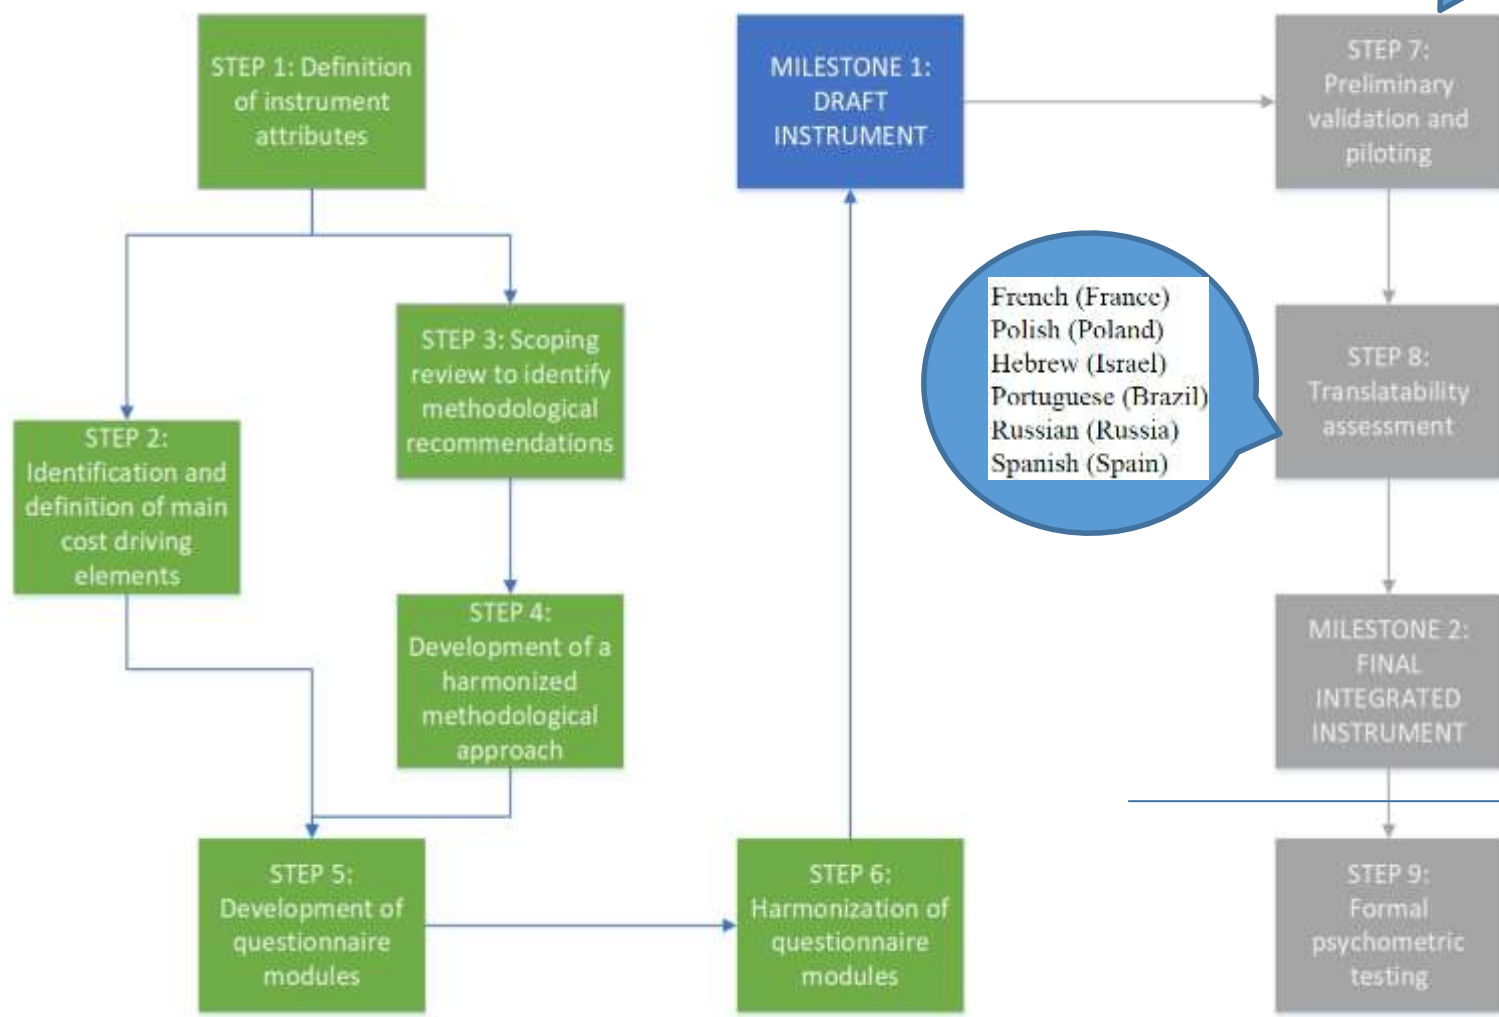 STEP 1: Definition
of instrument
attributes
STEP 2:
Identification and
definition of main
cost driving
elements
STEP 3: Scoping
review to identify
methodological
recommendations
STEP 4:
Development of a
harmonized
methodological
approach
STEP 5:
Development of
questionnaire
modules
STEP 6:
Harmonization of
questionnaire
modules
MILESTONE 1:
DRAFT
INSTRUMENT
STEP 7:
Preliminary
validation and
piloting
French (France)
Polish (Poland)
Hebrew (Israel)
Portuguese (Brazil)
Russian (Russia)
Spanish (Spain)
STEP 8:
Translatability
assessment
MILESTONE 2:
FINAL
INTEGRATED
INSTRUMENT
STEP 9:
Formal
psychometric
testing